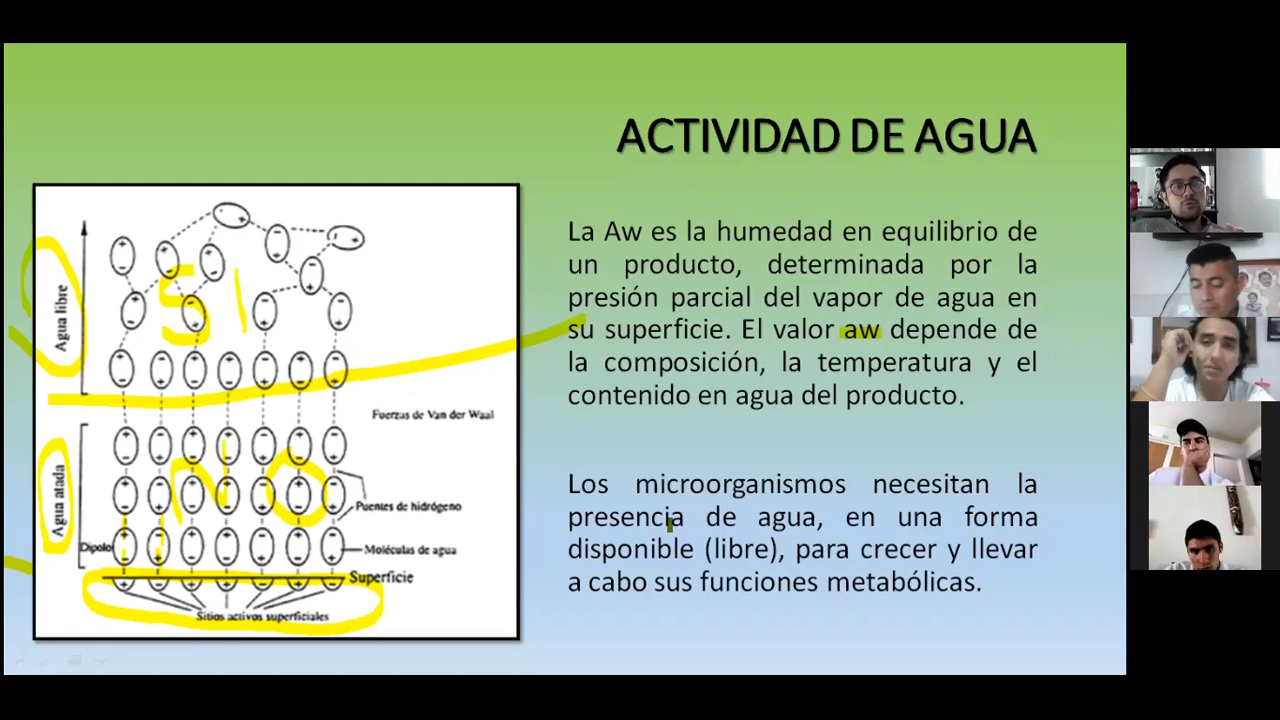 ACTIVIDAD DE AGUA
La Aw es la humedad en equilibrio de
un producto, determinada por la
presión parcial del vapor de agua en
su superficie. El valor aw depende de
la composición, la temperatura y el
contenido en agua del producto.
Los microorganismos necesitan la
presencia de agua, en una forma
disponible (libre), para crecer y llevar
a cabo sus funciones metabólicas.
Agua libre
SI
Fuerzas de Van der Waal
Agua atada
NO
Puentes de hidrógeno
Dipolo
Moléculas de agua
Superficie
Sitios activos superficiales